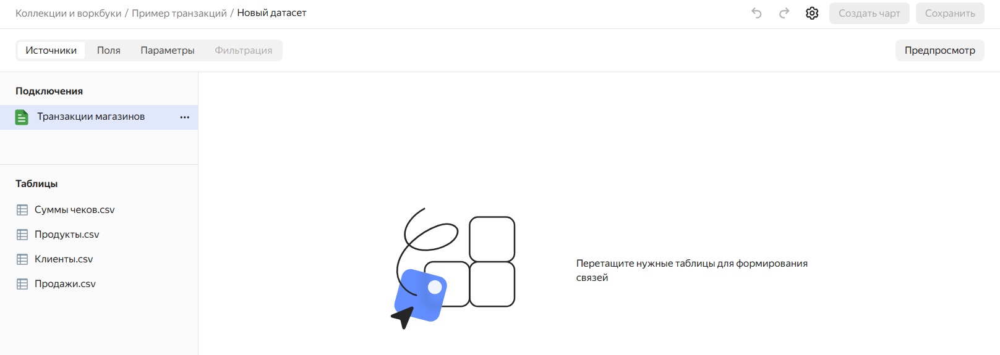 Коллекции и воркбуки / Пример транзакций / Новый датасет
Создать чарт
Сохранить
Источники
Поля
Параметры
Фильтрация
Предпросмотр
Подключения
Транзакции магазинов
Таблицы
Суммы чеков.csv
Продукты.csv
Клиенты.csv
Продажи.csv
Перетащите нужные таблицы для формирования
связей